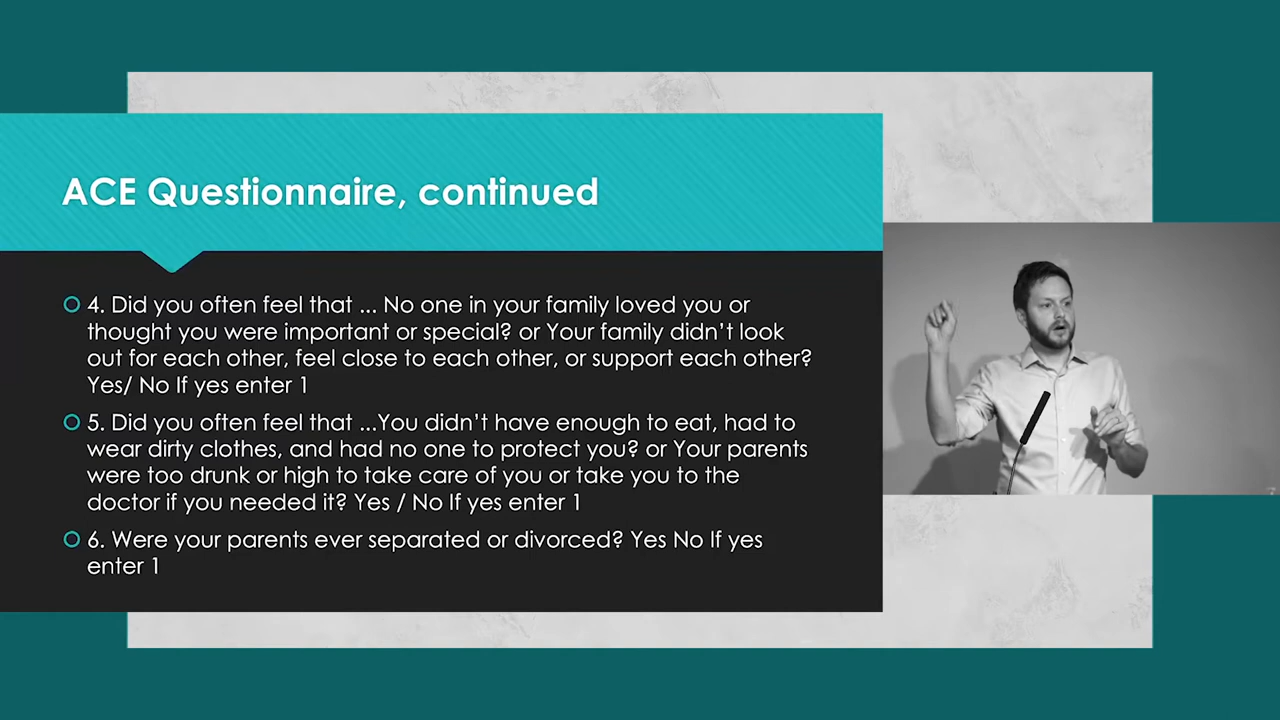 ACE Questionnaire, continued
4. Did you often feel that ... No one in your family loved you or
thought you were important or special? or Your family didn't look
out for each other, feel close to each other, or support each other?
Yes/ No If yes enter 1
5. Did you often feel that ...You didn't have enough to eat, had to
wear dirty clothes, and had no one to protect you? or Your parents
were too drunk or high to take care of you or take you to the
doctor if you needed it? Yes / No If yes enter 1
6. Were your parents ever separated or divorced? Yes No If yes
enter 1